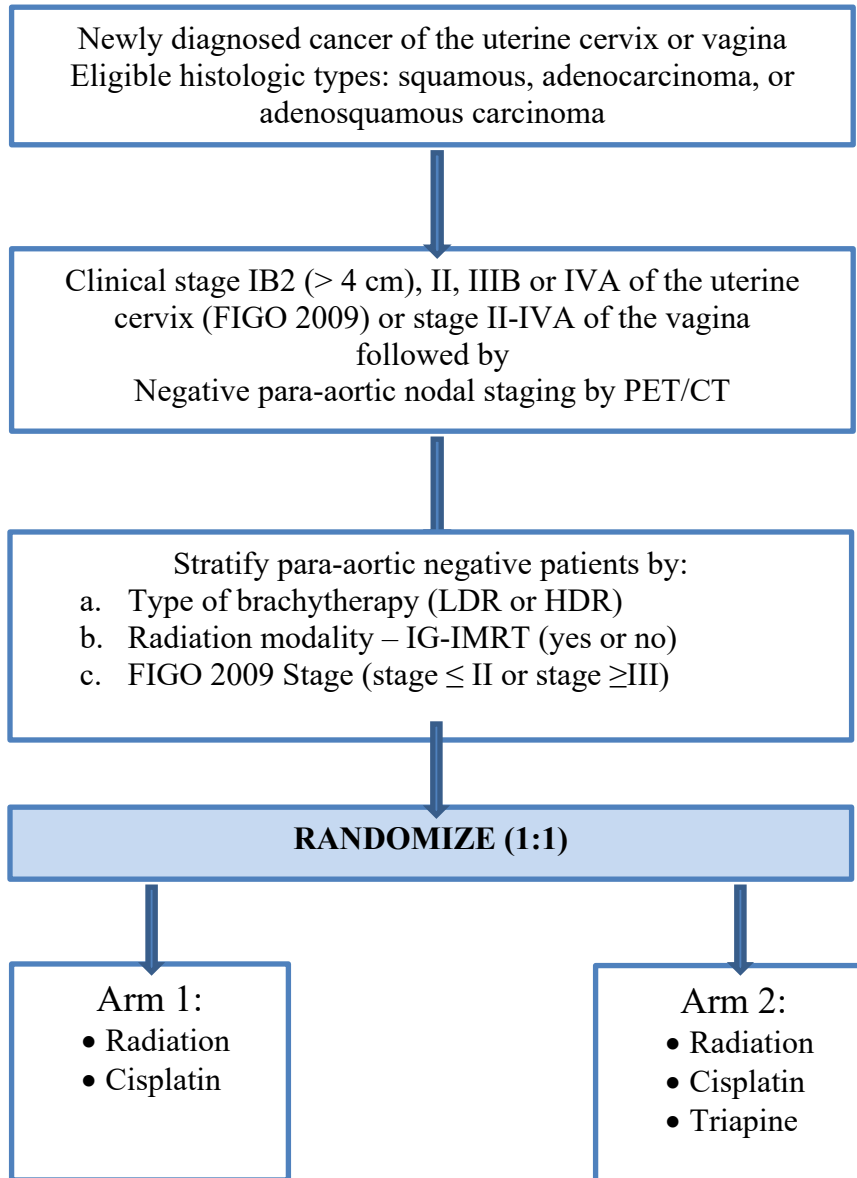 Newly diagnosed cancer of the uterine cervix or vagina
Eligible histologic types: squamous, adenocarcinoma, or
adenosquamous carcinoma
Clinical stage IB2 (> 4 cm), II, IIIB or IVA of the uterine
cervix (FIGO 2009) or stage II-IVA of the vagina
followed by
Negative para-aortic nodal staging by PET/CT
Stratify para-aortic negative patients by:
a. Type of brachytherapy (LDR or HDR)
b. Radiation modality – IG-IMRT (yes or no)
c. FIGO 2009 Stage (stage ≤ II or stage ≥III)
RANDOMIZE (1:1)
Arm 1:
• Radiation
• Cisplatin
Arm 2:
• Radiation
• Cisplatin
• Triapine